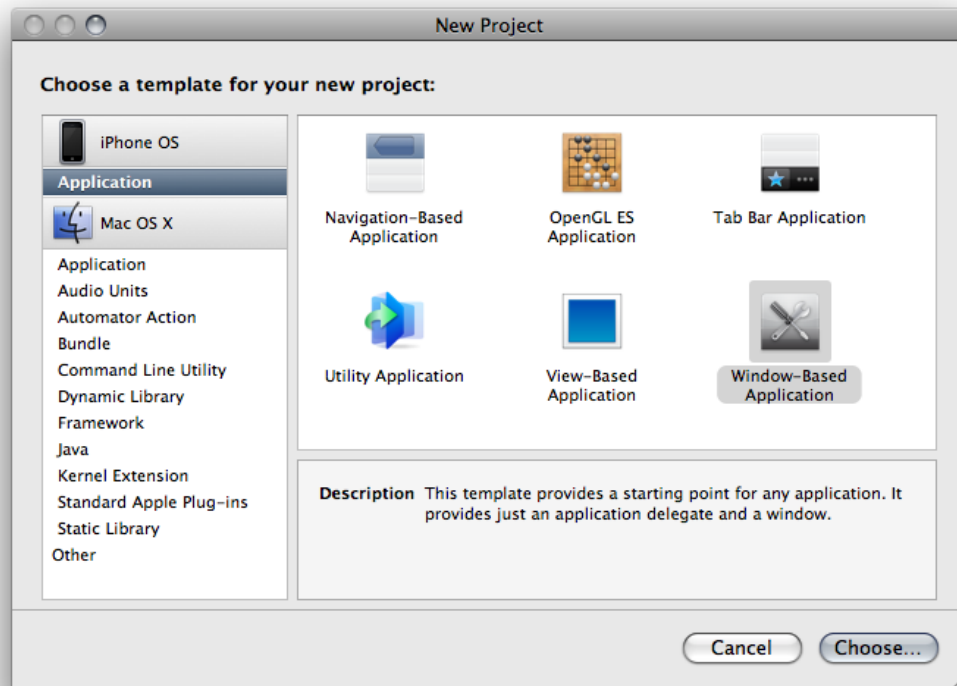 New Project
Choose a template for your new project:
iPhone OS
Application
Mac OS X
Application
Audio Units
Automator Action
Bundle
Command Line Utility
Dynamic Library
Framework
Java
Kernel Extension
Standard Apple Plug-ins
Static Library
Other
Navigation-Based
Application
OpenGL ES
Application
Tab Bar Application
Utility Application
View-Based
Application
Window-Based
Application
Description This template provides a starting point for any application. It
provides just an application delegate and a window.
Cancel
Choose...